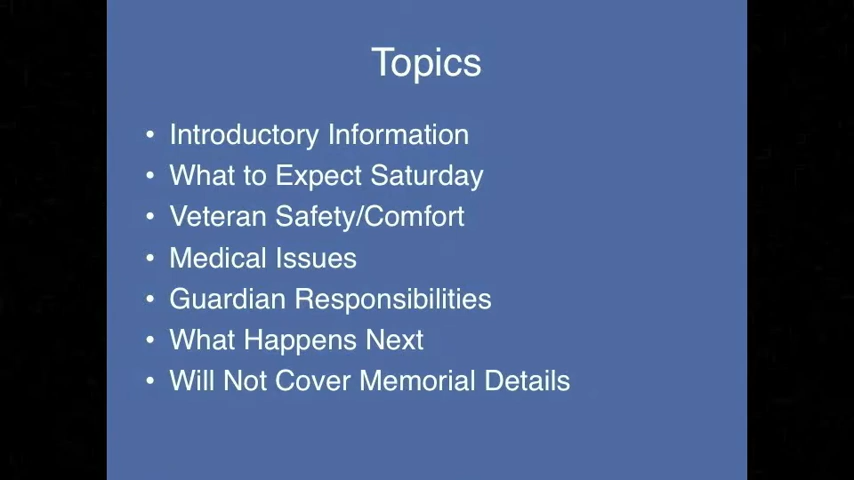 Topics
• Introductory Information
• What to Expect Saturday
• Veteran Safety/Comfort
• Medical Issues
• Guardian Responsibilities
• What Happens Next
• Will Not Cover Memorial Details